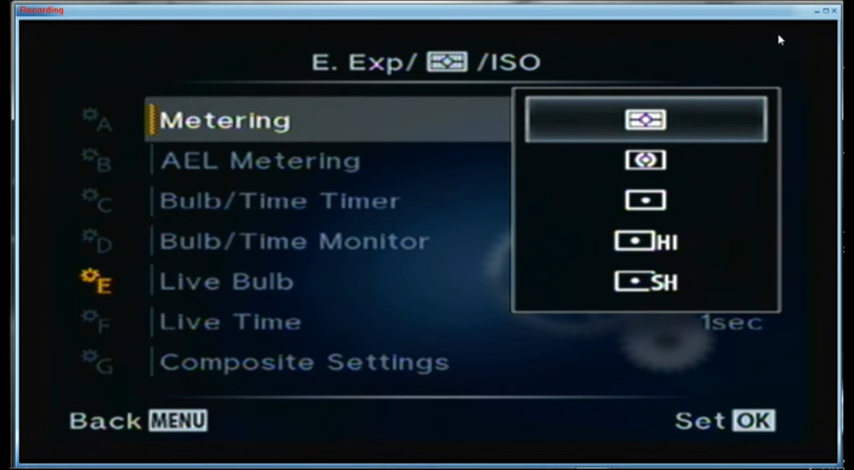 Recording
E. Exp/ /ISO
A Metering
B AEL Metering
C Bulb/Time Timer
D Bulb/Time Monitor HI
E Live Bulb SH
F Live Time 1sec
G Composite Settings
Back MENU Set OK